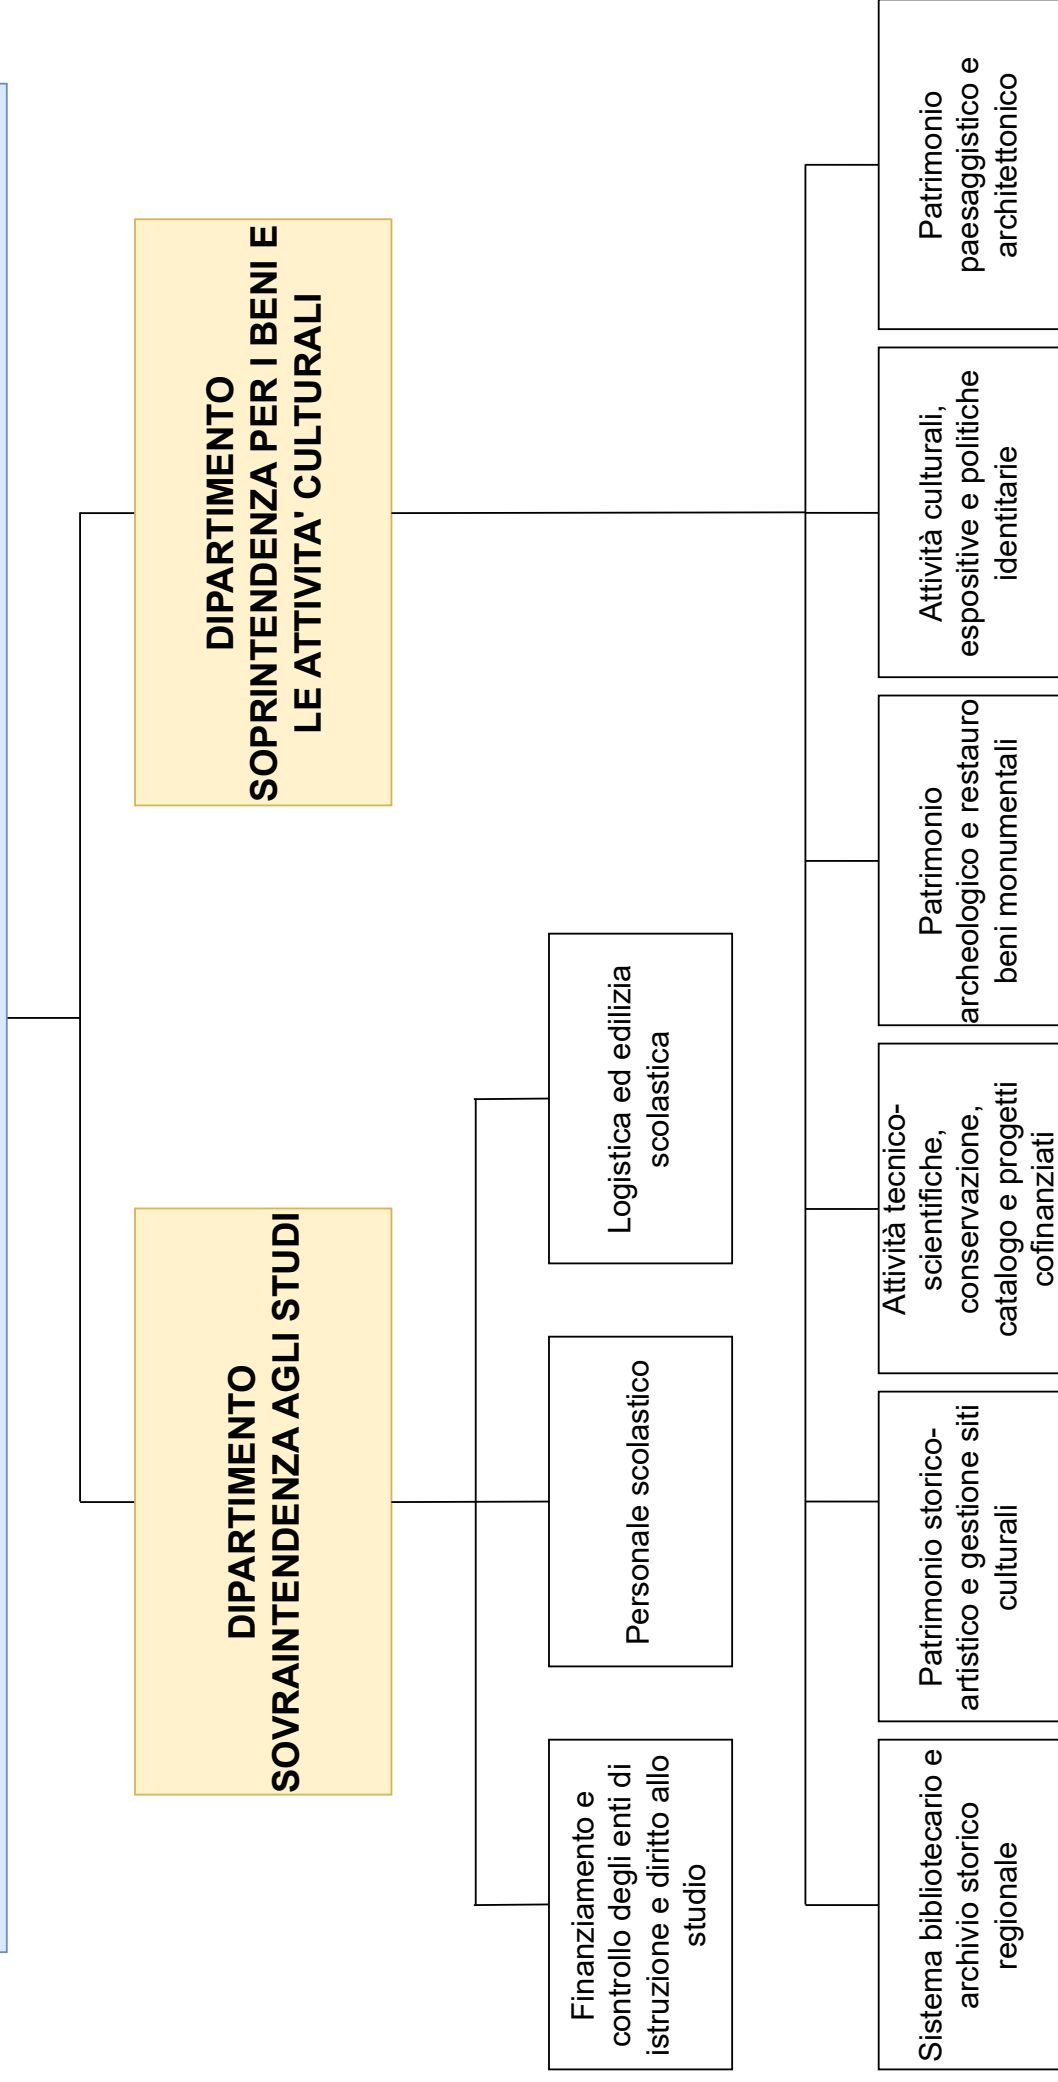 DIPARTIMENTO
SOVRAINTENDENZA AGLI STUDI
DIPARTIMENTO
SOPRINTENDENZA PER I BENI E
LE ATTIVITA' CULTURALI
Finanziamento e
controllo degli enti di
istruzione e diritto allo
studio
Personale scolastico
Logistica ed edilizia
scolastica
Sistema bibliotecario e
archivio storico
regionale
Patrimonio storico-
artistico e gestione siti
culturali
Attività tecnico-
scientifiche,
conservazione,
catalogo e progetti
cofinanziati
Patrimonio
archeologico e restauro
beni monumentali
Attività culturali,
espositive e politiche
identitarie
Patrimonio
paesaggistico e
architettonico